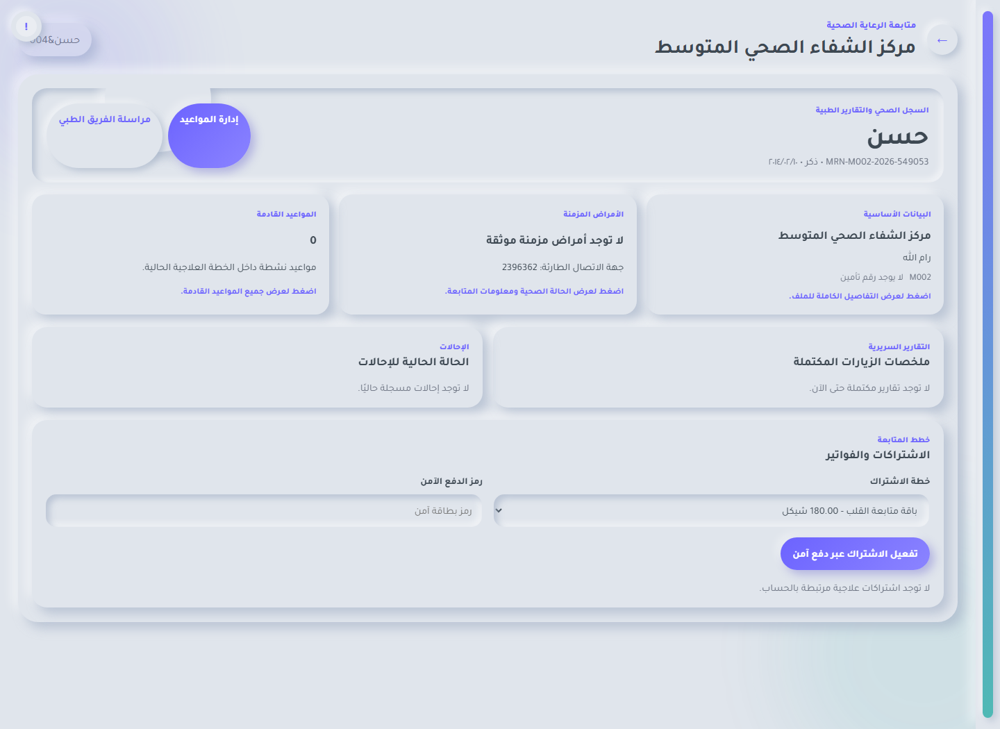 ←
متابعة الرعاية الصحية
مركز الشفاء الصحي المتوسط
!
حسن&004
السجل الصحي والتقارير الطبية
حسن
MRN-M002-2026-549053 • ذكر • ٢٠١٤/٠٢/١٠
إدارة المواعيد
مراسلة الفريق الطبي
البيانات الأساسية
مركز الشفاء الصحي المتوسط
رام الله
M002 لا يوجد رقم تأمين
اضغط لعرض التفاصيل الكاملة للملف.
الأمراض المزمنة
لا توجد أمراض مزمنة موثقة
جهة الاتصال الطارئة: 2396362
اضغط لعرض الحالة الصحية ومعلومات المتابعة.
المواعيد القادمة
0
مواعيد نشطة داخل الخطة العلاجية الحالية.
اضغط لعرض جميع المواعيد القادمة.
التقارير السريرية
ملخصات الزيارات المكتملة
لا توجد تقارير مكتملة حتى الآن.
الإحالات
الحالة الحالية للإحالات
لا توجد إحالات مسجلة حاليًا.
خطط المتابعة
الاشتراكات والفواتير
خطة الاشتراك
باقة متابعة القلب - 180.00 شيكل
رمز الدفع الآمن
رمز بطاقة آمن
تفعيل الاشتراك عبر دفع آمن
لا توجد اشتراكات علاجية مرتبطة بالحساب.